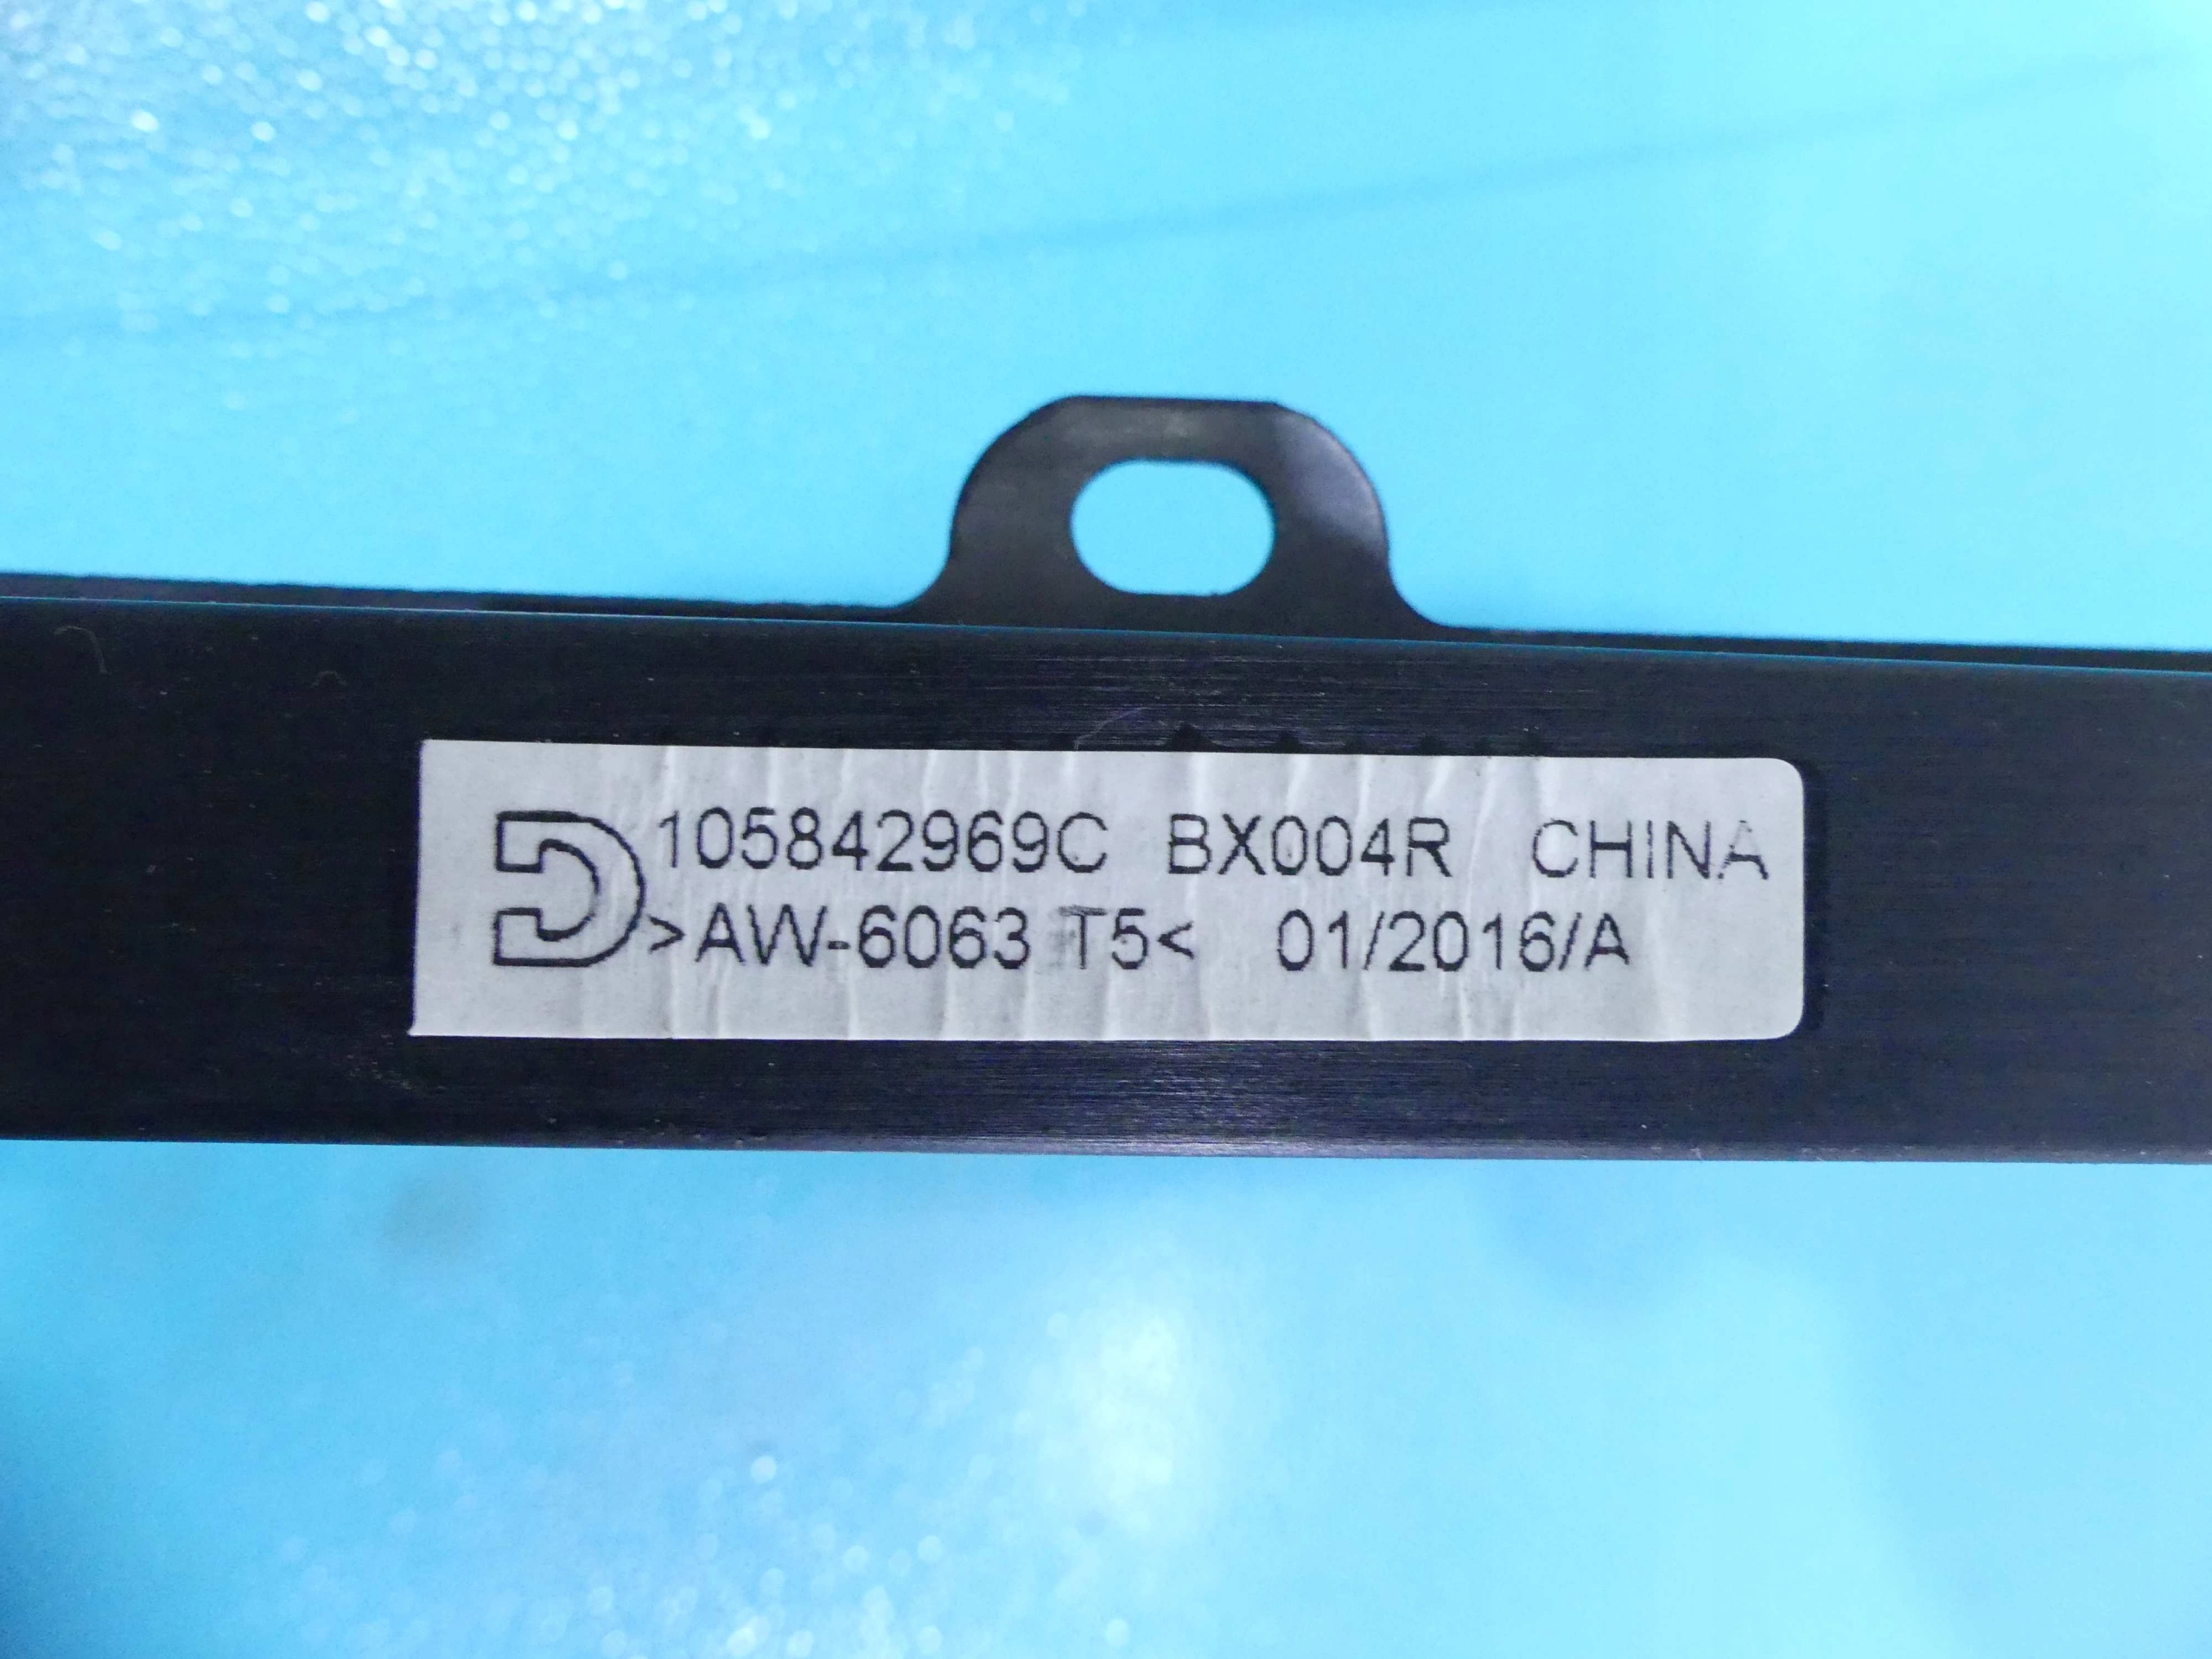 105842969C BX004R CHINA
>AW-6063 T5< 01/2016/A